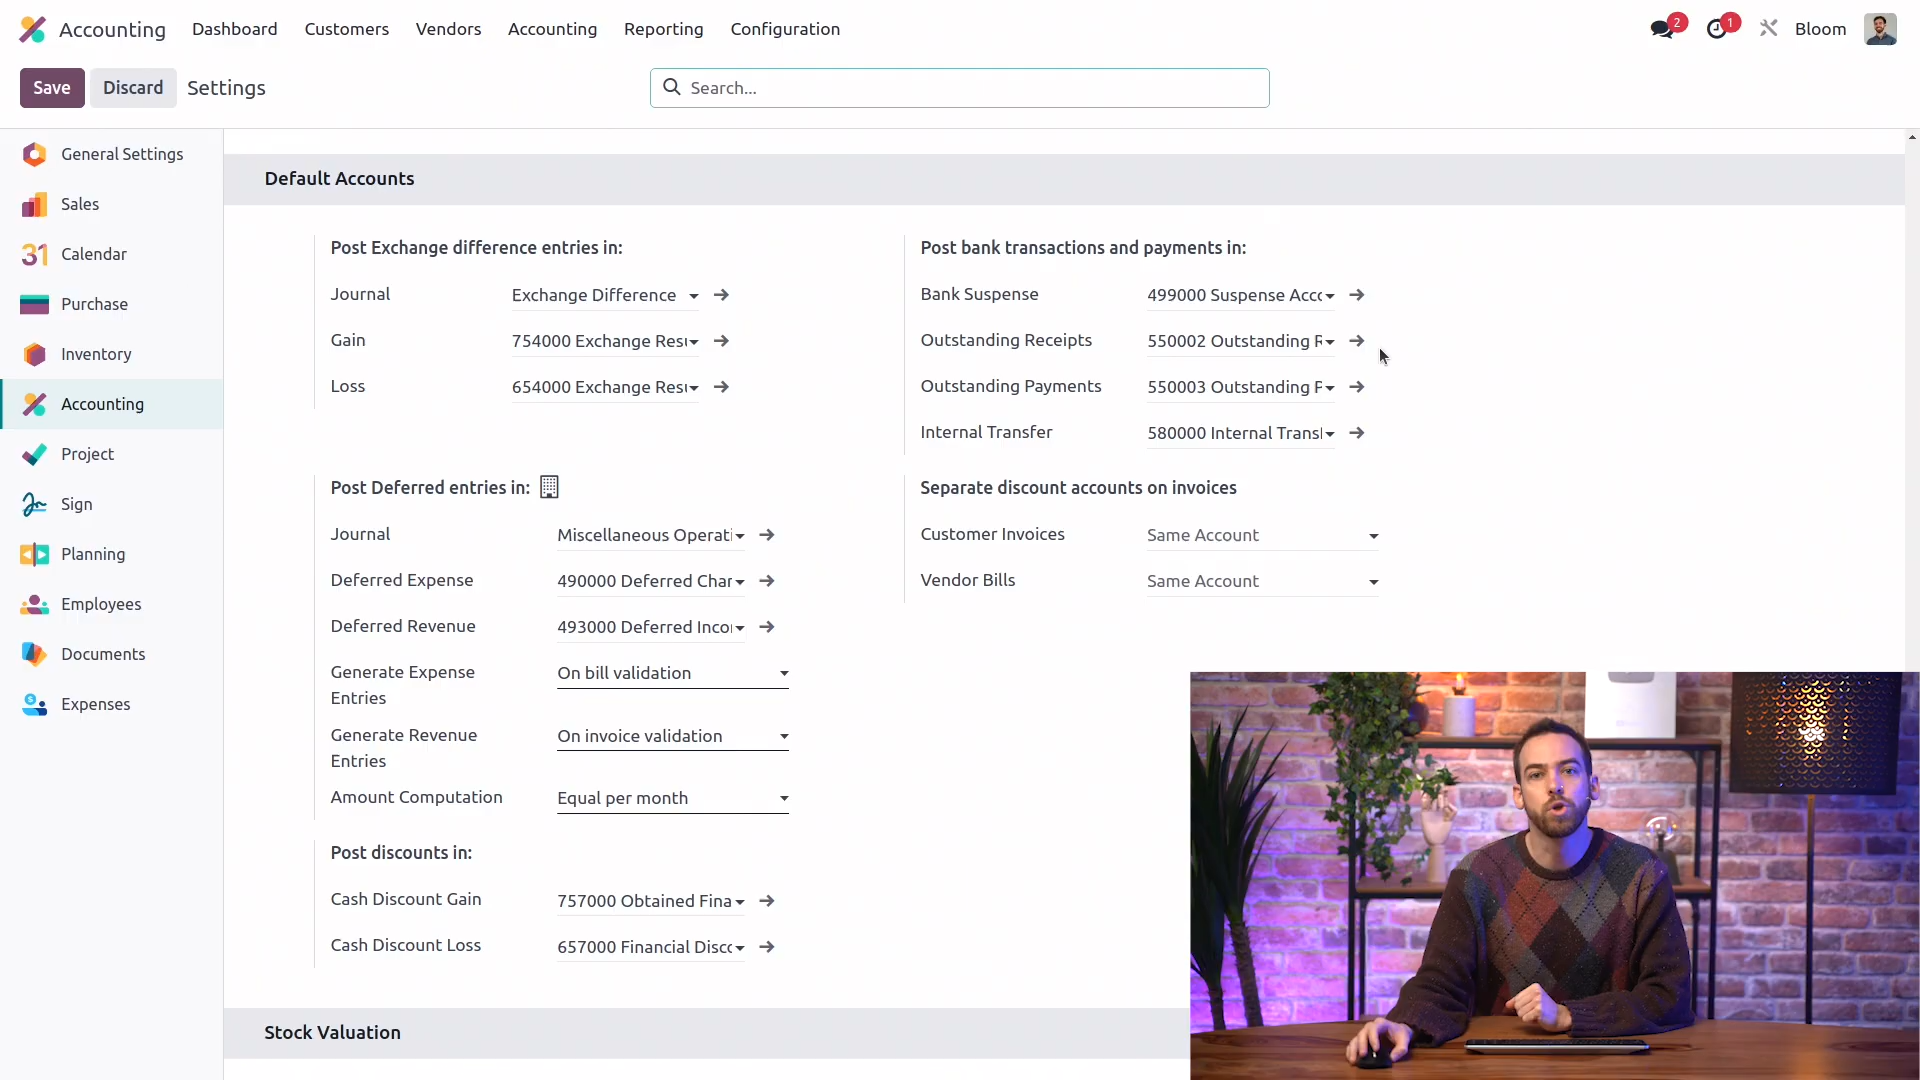 Accounting Dashboard Customers Vendors Accounting Reporting Configuration 2 1 Bloom
Save Discard Settings Search...
General Settings
Sales
31 Calendar
Purchase
Inventory
Accounting
Project
Sign
Planning
Employees
Documents
Expenses
Default Accounts
Post Exchange difference entries in:
Journal Exchange Difference
Gain 754000 Exchange Resu
Loss 654000 Exchange Resu
Post bank transactions and payments in:
Bank Suspense 499000 Suspense Acco
Outstanding Receipts 550002 Outstanding R
Outstanding Payments 550003 Outstanding P
Internal Transfer 580000 Internal Transf
Post Deferred entries in:
Journal Miscellaneous Operati
Deferred Expense 490000 Deferred Char
Deferred Revenue 493000 Deferred Inco
Generate Expense
Entries
On bill validation
Generate Revenue
Entries
On invoice validation
Amount Computation Equal per month
Separate discount accounts on invoices
Customer Invoices Same Account
Vendor Bills Same Account
Post discounts in:
Cash Discount Gain 757000 Obtained Fina
Cash Discount Loss 657000 Financial Disco
Stock Valuation